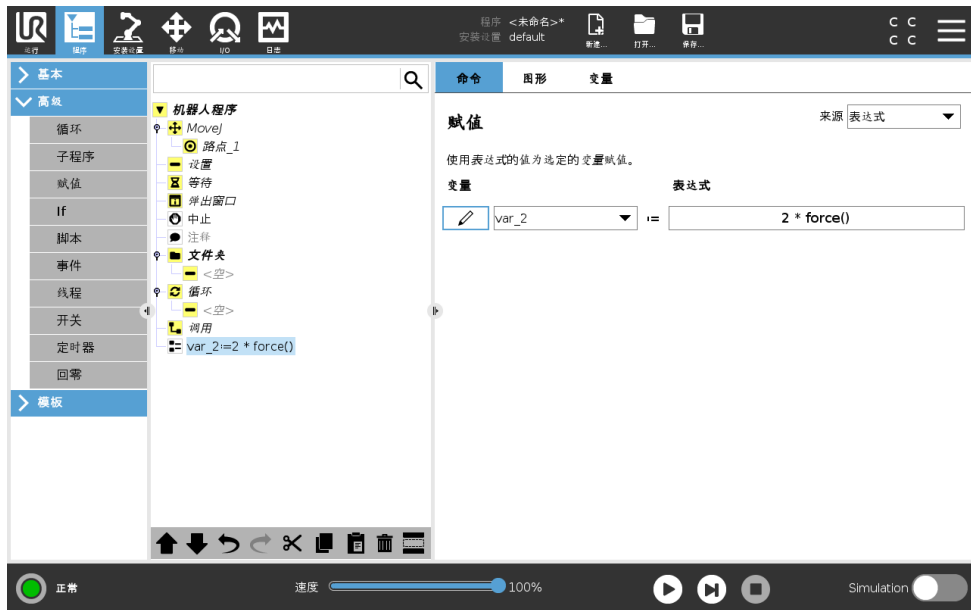 UR
运行
程序
安装设置
移动
I/O
日志
程序 <未命名>*
安装设置 default
新建...
打开...
保存...
C C
C C
基本
高级
循环
子程序
赋值
If
脚本
事件
线程
开关
定时器
回零
模板
机器人程序
MoveJ
路点_1
设置
等待
弹出窗口
中止
注释
文件夹
<空>
循环
<空>
调用
var_2:=2 * force()
命令 图形 变量
赋值
来源 表达式
使用表达式的值为选定的变量赋值。
变量 表达式
var_2 := 2 * force()
正常
速度 100%
Simulation